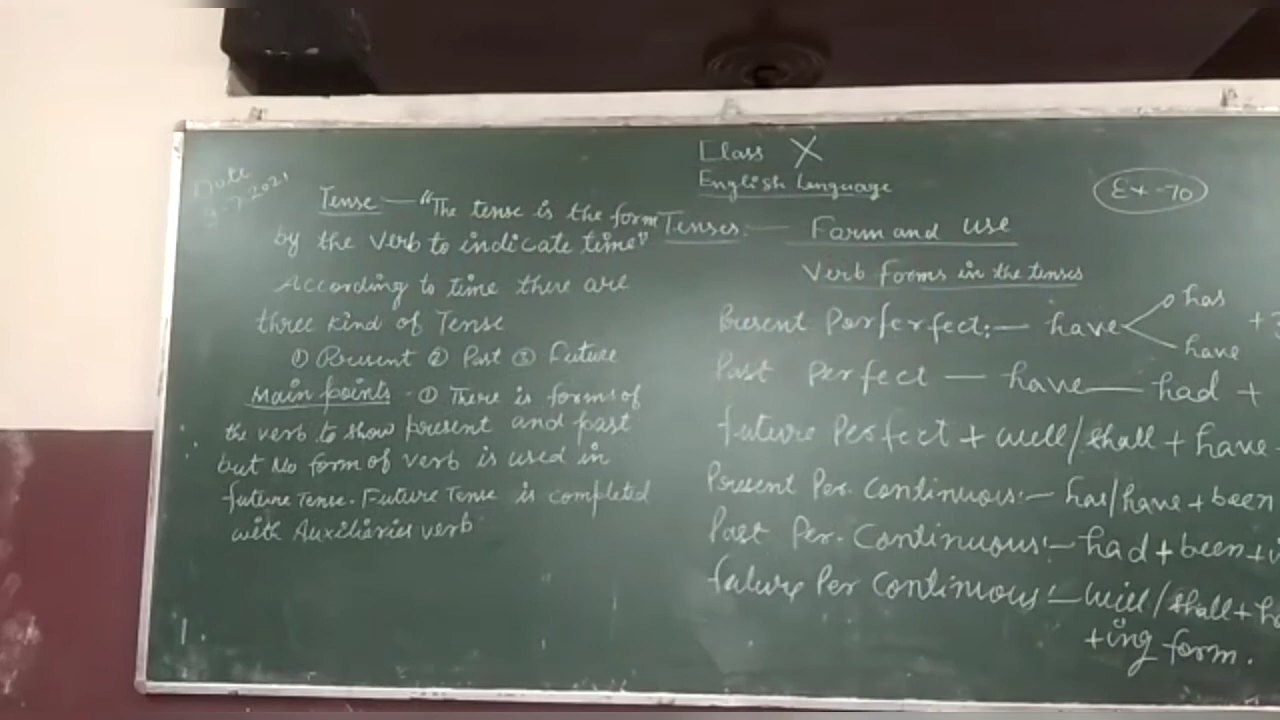 Class X
English Language
Ex-70
Date
9-7-2021
Tense :— "The tense is the form
by the verb to indicate time"
According to time there are
three kind of Tense
① Present ② Past ③ Future
Main points - ① There is forms of
the verb to show present and past
but No form of verb is used in
future Tense. Future Tense is completed
with Auxiliaries verb
Tenses :— Form and use
Verb forms in the tenses
Present Perferfect :— have has
have +
Past Perfect — have — had +
future Perfect + will/shall + have
Present Per. Continuous :— has/have + been
Past Per. Continuous :— had + been + i
future Per Continuous :— will/shall + ha
+ing form.